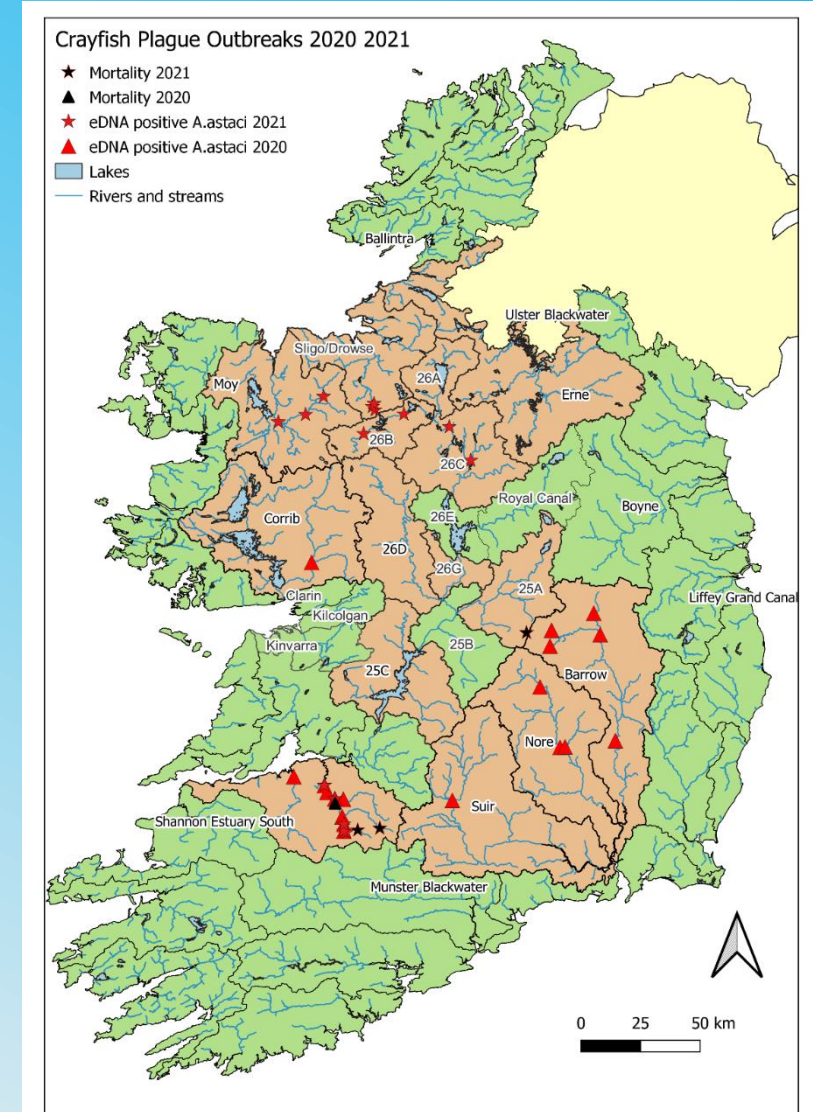 Crayfish Plague Outbreaks 2020 2021
Mortality 2021
Mortality 2020
eDNA positive A.astaci 2021
eDNA positive A.astaci 2020
Lakes
Rivers and streams
Ballintra
Ulster Blackwater
Sligo/Drowse
26A
Moy
Erne
26B
26C
Royal Canal
Boyne
26E
Corrib
26D
26G
25A
Clarin
Liffey Grand Canal
Kilcolgan
Kinvarra
25B
25C
Barrow
Nore
Suir
Shannon Estuary South
Munster Blackwater
0 25 50 km